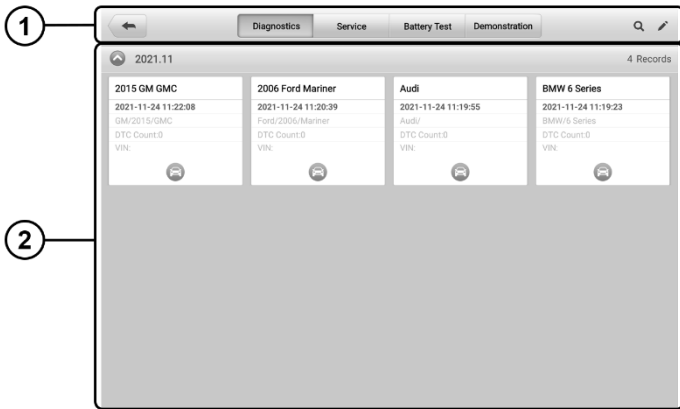 1
Diagnostics Service Battery Test Demonstration
2021.11 4 Records
2015 GM GMC
2021-11-24 11:22:08
GM/2015/GMC
DTC Count:0
VIN:
2006 Ford Mariner
2021-11-24 11:20:39
Ford/2006/Mariner
DTC Count:0
VIN:
Audi
2021-11-24 11:19:55
Audi/
DTC Count:0
VIN:
BMW 6 Series
2021-11-24 11:19:23
BMW/6 Series
DTC Count:0
VIN:
2